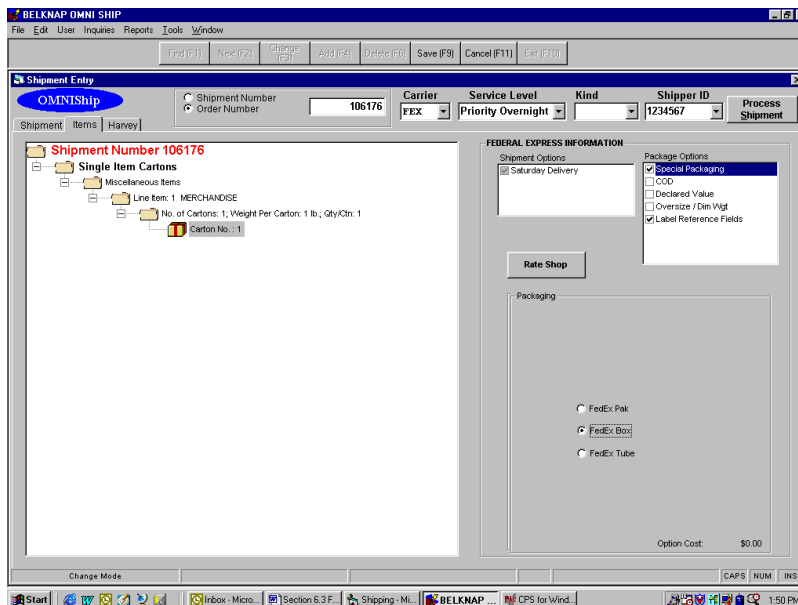 BELKNAP OMNI SHIP
File Edit User Inquiries Reports Tools Window
Find (F1) Next (F2) Change (F3) Add (F4) Delete (F6) Save (F9) Cancel (F11) Exit (F10)
Shipment Entry
OMNIShip
Shipment Number
Order Number
106176
Carrier Service Level Kind Shipper ID
FEX Priority Overnight 1234567
Process Shipment
Shipment Items Harvey
Shipment Number 106176
Single Item Cartons
Miscellaneous Items
Line Item: 1 MERCHANDISE
No. of Cartons: 1; Weight Per Carton: 1 lb.; Qty/Ctn: 1
Carton No. : 1
FEDERAL EXPRESS INFORMATION
Shipment Options
Saturday Delivery
Package Options
Special Packaging
COD
Declared Value
Oversize / Dim Wgt
Label Reference Fields
Rate Shop
Packaging
FedEx Pak
FedEx Box
FedEx Tube
Option Cost: $0.00
Change Mode
CAPS NUM INS
Start
Inbox - Micro...
Section 6.3 F...
Shipping - Mi...
BELKNAP ...
CPS for Wind...
1:50 PM